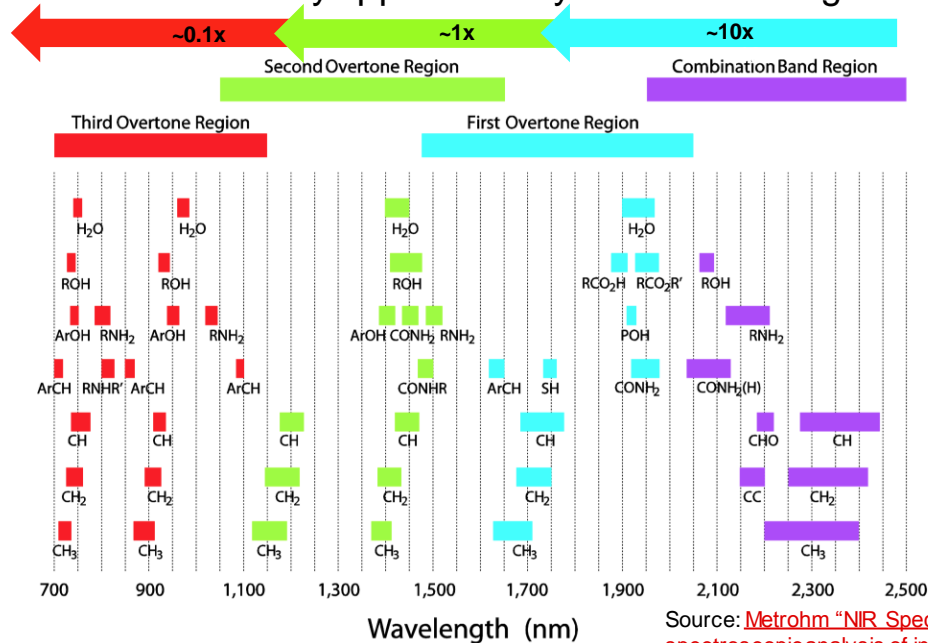 ~0.1x ~1x ~10x
Second Overtone Region Combination Band Region
Third Overtone Region First Overtone Region
H₂O H₂O H₂O H₂O
ROH ROH ROH RCO₂H RCO₂R' ROH
ArOH RNH₂ ArOH RNH₂ ArOH CONH₂ RNH₂ POH RNH₂
ArCH RNHR' ArCH ArCH CONHR ArCH SH CONH₂ CONH₂(H)
CH CH CH CH CH CHO CH
CH₂ CH₂ CH₂ CH₂ CH₂ CC CH₂
CH₃ CH₃ CH₃ CH₃ CH₃ CH₃
700 900 1,100 1,300 1,500 1,700 1,900 2,100 2,300 2,500
Wavelength (nm)
Source: Metrohm “NIR Spec